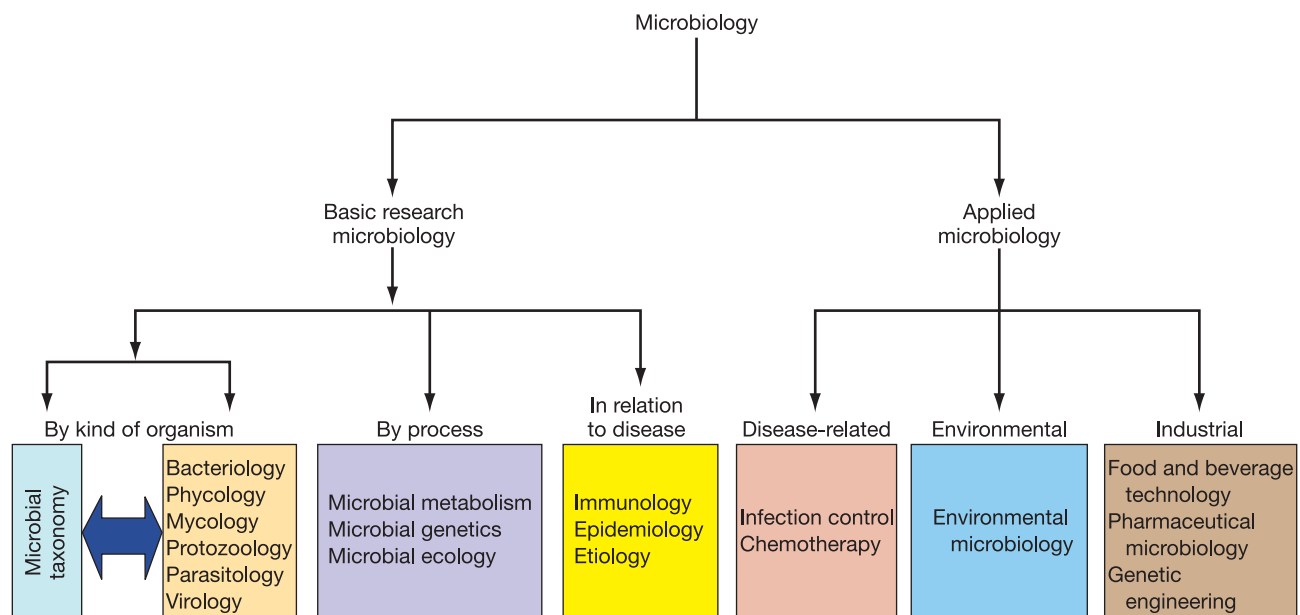 Microbiology
Basic research
microbiology
Applied
microbiology
By kind of organism
Microbial
taxonomy
Bacteriology
Phycology
Mycology
Protozoology
Parasitology
Virology
By process
Microbial metabolism
Microbial genetics
Microbial ecology
In relation
to disease
Immunology
Epidemiology
Etiology
Disease-related
Infection control
Chemotherapy
Environmental
Environmental
microbiology
Industrial
Food and beverage
technology
Pharmaceutical
microbiology
Genetic
engineering